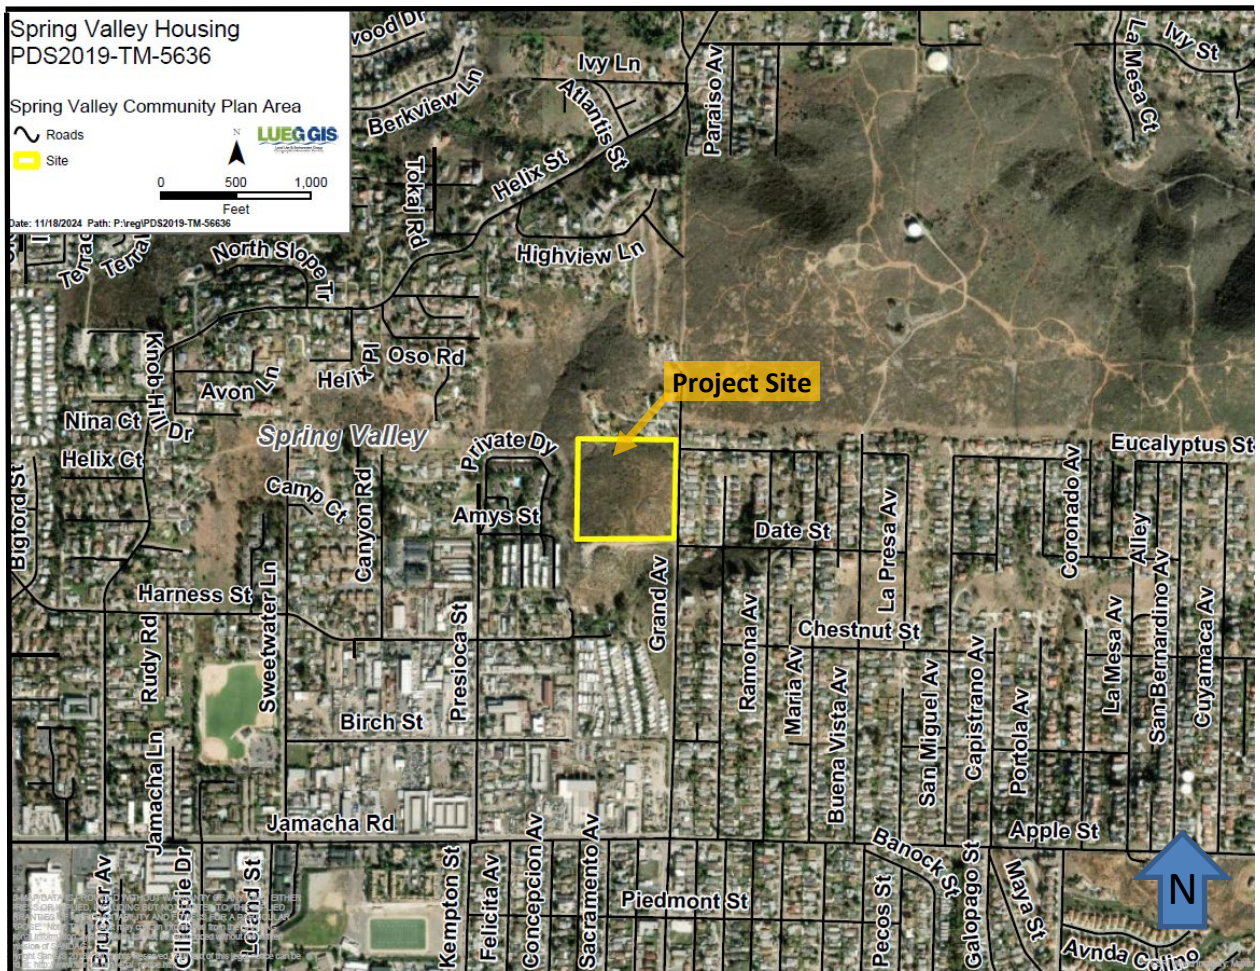 Spring Valley Housing
PDS2019-TM-5636
Spring Valley Community Plan Area
Roads
Site
N
LUEG GIS
0 500 1,000
Feet
Date: 11/18/2024 Path: P:\reg\PDS2019-TM-56636
wood Dr
Berkview Ln
Ivy Ln
Atlantis St
Paraiso Av
La Mesa Ct
Ivy St
Tokaj Rd
Helix St
Highview Ln
North Slope Tr
Knob Hill Dr
Avon Ln
Helix Pl
Oso Rd
Project Site
Nina Ct
Helix Ct
Spring Valley
Private Dy
Eucalyptus St
Bigford St
Camp Ct
Canyon Rd
Amys St
Date St
La Presa Av
Coronado Av
Alley
Harness St
Sweetwater Ln
Rudy Rd
Presioca St
Grand Av
Ramona Av
Maria Av
Chestnut St
Buena Vista Av
San Miguel Av
Capistrano Av
Portola Av
La Mesa Av
San Bernardino Av
Cuyamaca Av
Birch St
Jamacha Ln
Jamacha Rd
Apple St
Banock St
Kempton St
Felicita Av
Concepcion Av
Sacramento Av
Piedmont St
Pecos St
Galopago St
Maya St
Avnda Colino
N